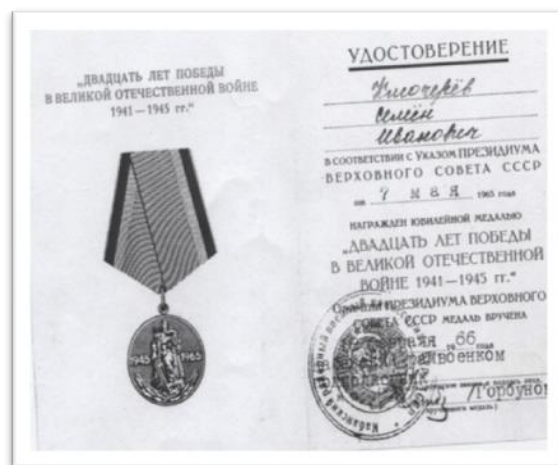 „ДВАДЦАТЬ ЛЕТ ПОБЕДЫ
В ВЕЛИКОЙ ОТЕЧЕСТВЕННОЙ ВОЙНЕ
1941—1945 гг.“
1945 1965
УДОСТОВЕРЕНИЕ
Семён
Иванович
В СООТВЕТСТВИИ С УКАЗОМ ПРЕЗИДИУМА
ВЕРХОВНОГО СОВЕТА СССР
от 7 мая 1965 года
НАГРАЖДЕН ЮБИЛЕЙНОЙ МЕДАЛЬЮ
„ДВАДЦАТЬ ЛЕТ ПОБЕДЫ
В ВЕЛИКОЙ ОТЕЧЕСТВЕННОЙ
ВОЙНЕ 1941—1945 гг.“
ПРЕЗИДИУМА ВЕРХОВНОГО
СОВЕТА СССР МЕДАЛЬ ВРУЧЕНА
66 года